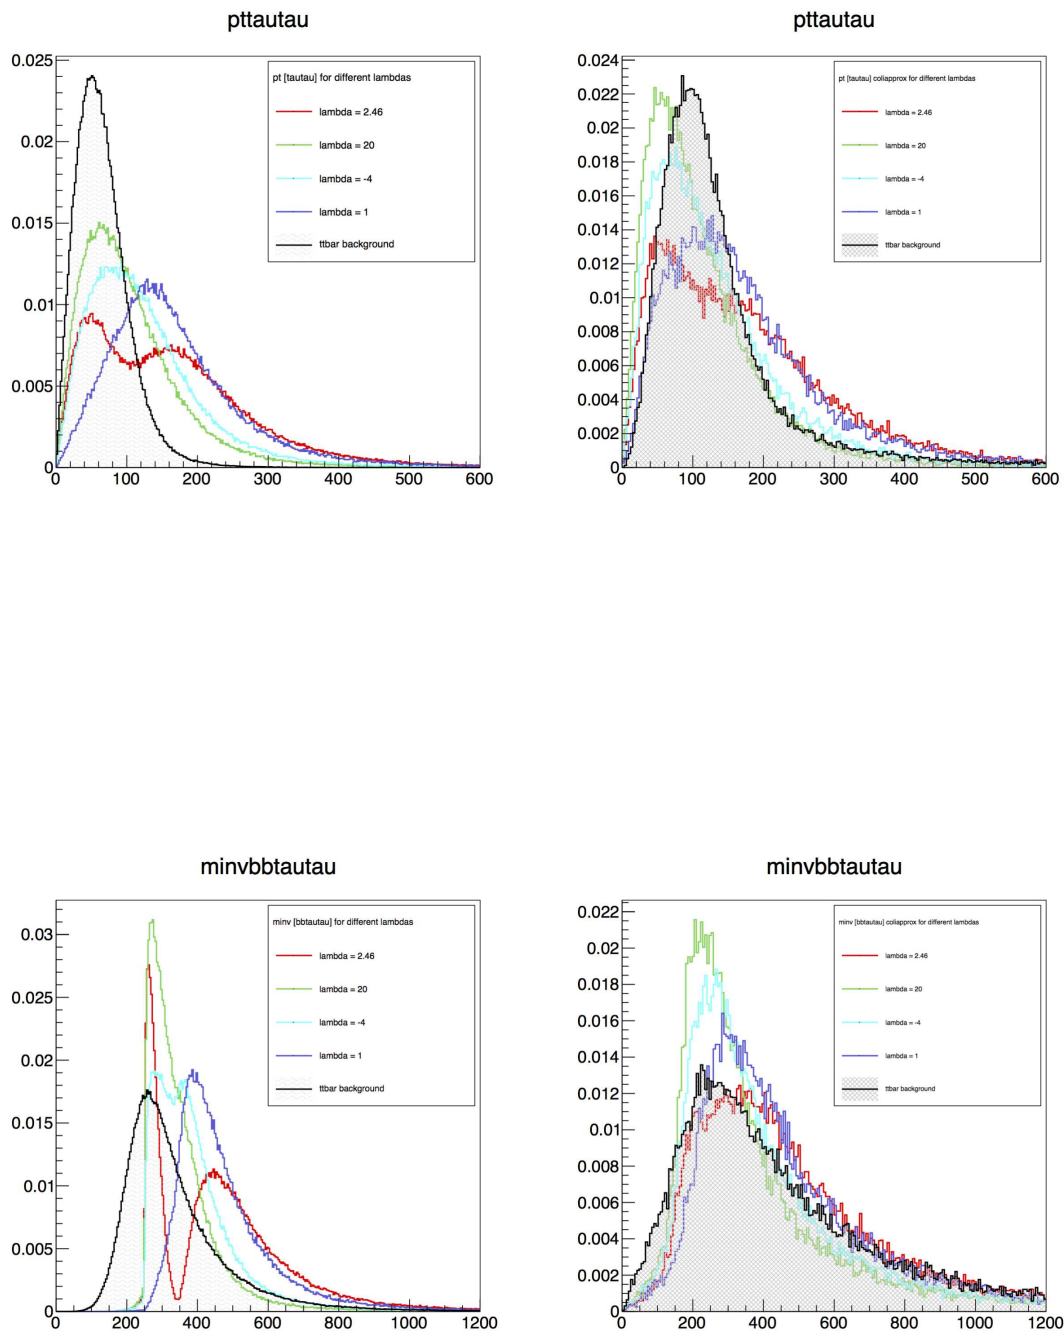 pttautau
0.025
0.02
0.015
0.01
0.005
0
0 100 200 300 400 500 600
pt [tautau] for different lambdas
lambda = 2.46
lambda = 20
lambda = -4
lambda = 1
ttbar background
pttautau
0.024
0.022
0.02
0.018
0.016
0.014
0.012
0.01
0.008
0.006
0.004
0.002
0
0 100 200 300 400 500 600
pt [tautau] collapprox for different lambdas
lambda = 2.46
lambda = 20
lambda = -4
lambda = 1
ttbar background
minvbbtautau
0.03
0.025
0.02
0.015
0.01
0.005
0
0 200 400 600 800 1000 1200
minv [bbtautau] for different lambdas
lambda = 2.46
lambda = 20
lambda = -4
lambda = 1
ttbar background
minvbbtautau
0.022
0.02
0.018
0.016
0.014
0.012
0.01
0.008
0.006
0.004
0.002
0
0 200 400 600 800 1000 1200
minv [bbtautau] collapprox for different lambdas
lambda = 2.46
lambda = 20
lambda = -4
lambda = 1
ttbar background